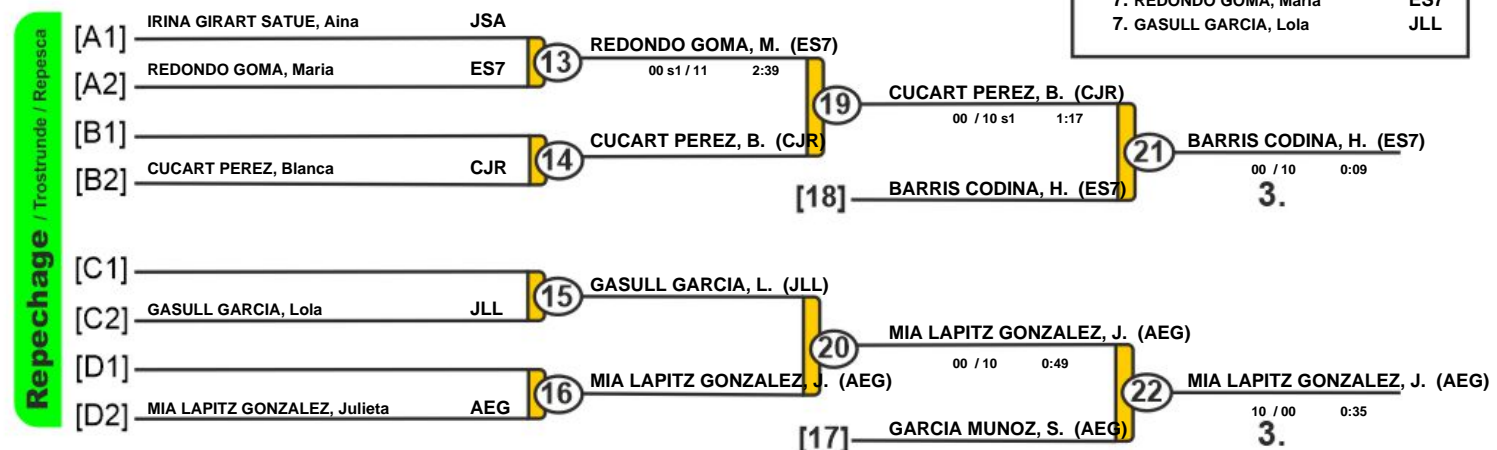 7. REDONDO GOMA, Maria ES7
7. GASULL GARCIA, Lola JLL
Repechage / Trostrunde / Repesca
[A1] IRINA GIRART SATUE, Aina JSA
[A2] REDONDO GOMA, Maria ES7
13 REDONDO GOMA, M. (ES7)
00 s1 / 11 2:39
[B1]
[B2] CUCART PEREZ, Blanca CJR
14 CUCART PEREZ, B. (CJR)
19 CUCART PEREZ, B. (CJR)
00 / 10 s1 1:17
[18] BARRIS CODINA, H. (ES7)
21 BARRIS CODINA, H. (ES7)
00 / 10 0:09
3.
[C1]
[C2] GASULL GARCIA, Lola JLL
15 GASULL GARCIA, L. (JLL)
[D1]
[D2] MIA LAPITZ GONZALEZ, Julieta AEG
16 MIA LAPITZ GONZALEZ, J. (AEG)
20 MIA LAPITZ GONZALEZ, J. (AEG)
00 / 10 0:49
[17] GARCIA MUNOZ, S. (AEG)
22 MIA LAPITZ GONZALEZ, J. (AEG)
10 / 00 0:35
3.